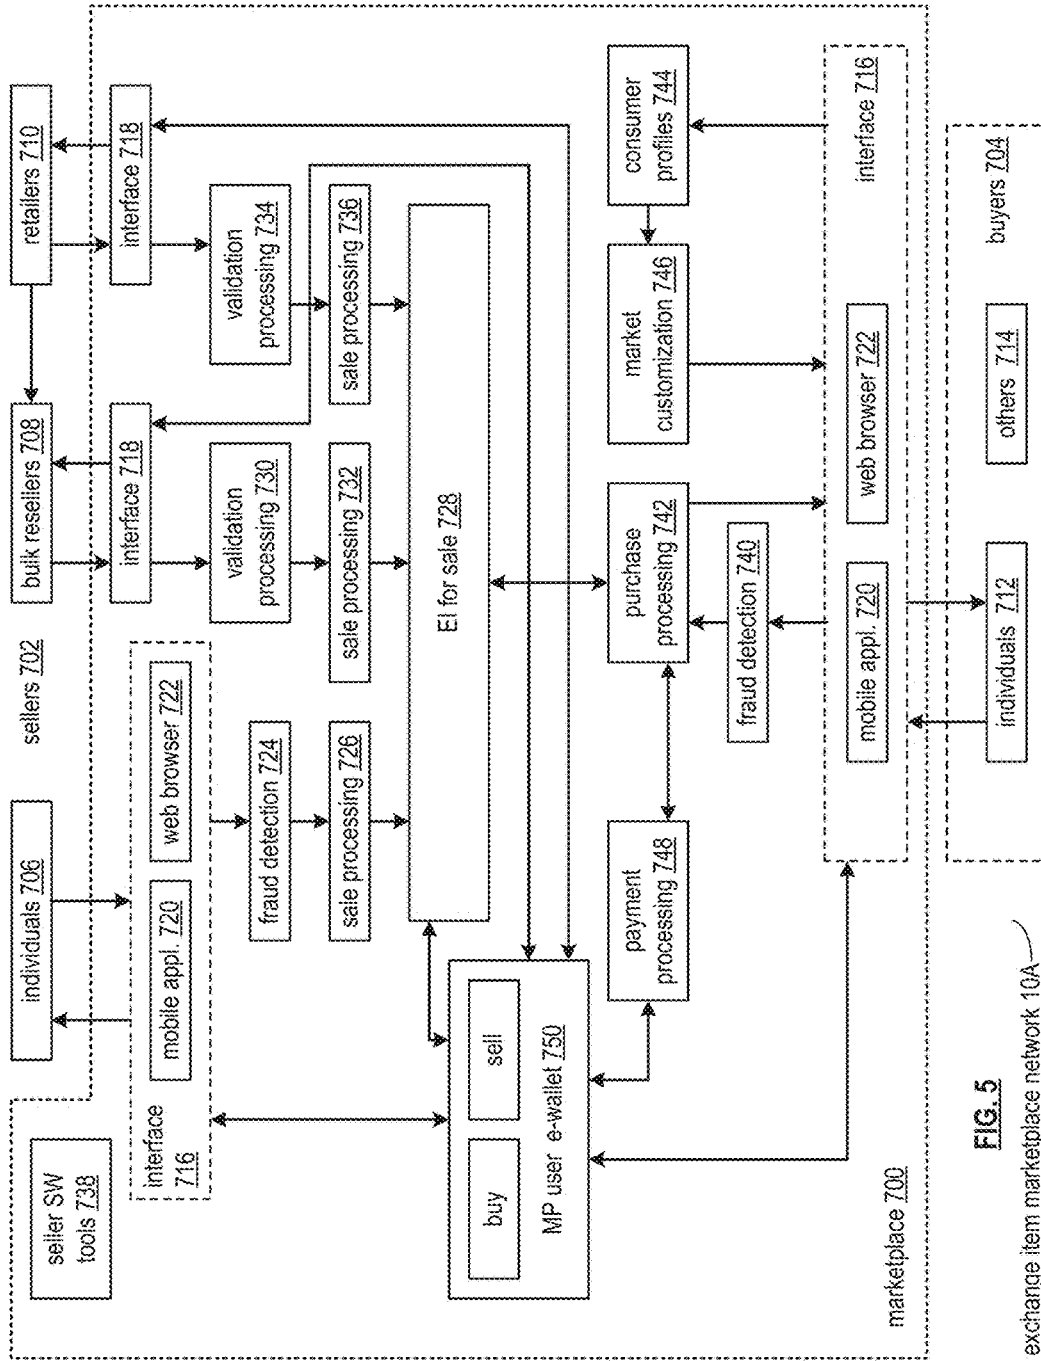 seller SW
tools 738
individuals 706
sellers 702
bulk resellers 708
retailers 710
interface
716
mobile appl. 720
web browser 722
interface 718
interface 718
fraud detection 724
validation
processing 730
validation
processing 734
sale processing 726
sale processing 732
sale processing 736
EI for sale 728
buy
sell
MP user e-wallet 750
payment
processing 748
purchase
processing 742
market
customization 746
consumer
profiles 744
fraud detection 740
mobile appl. 720
web browser 722
interface 716
marketplace 700
individuals 712
others 714
buyers 704
FIG. 5
exchange item marketplace network 10A